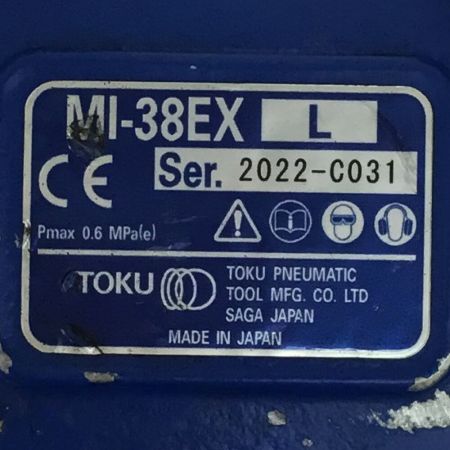 MI-38EX L
CE Ser. 2022-C031
Pmax 0.6 MPa(e)
TOKU TOKU PNEUMATIC
TOOL MFG. CO. LTD
SAGA JAPAN
MADE IN JAPAN